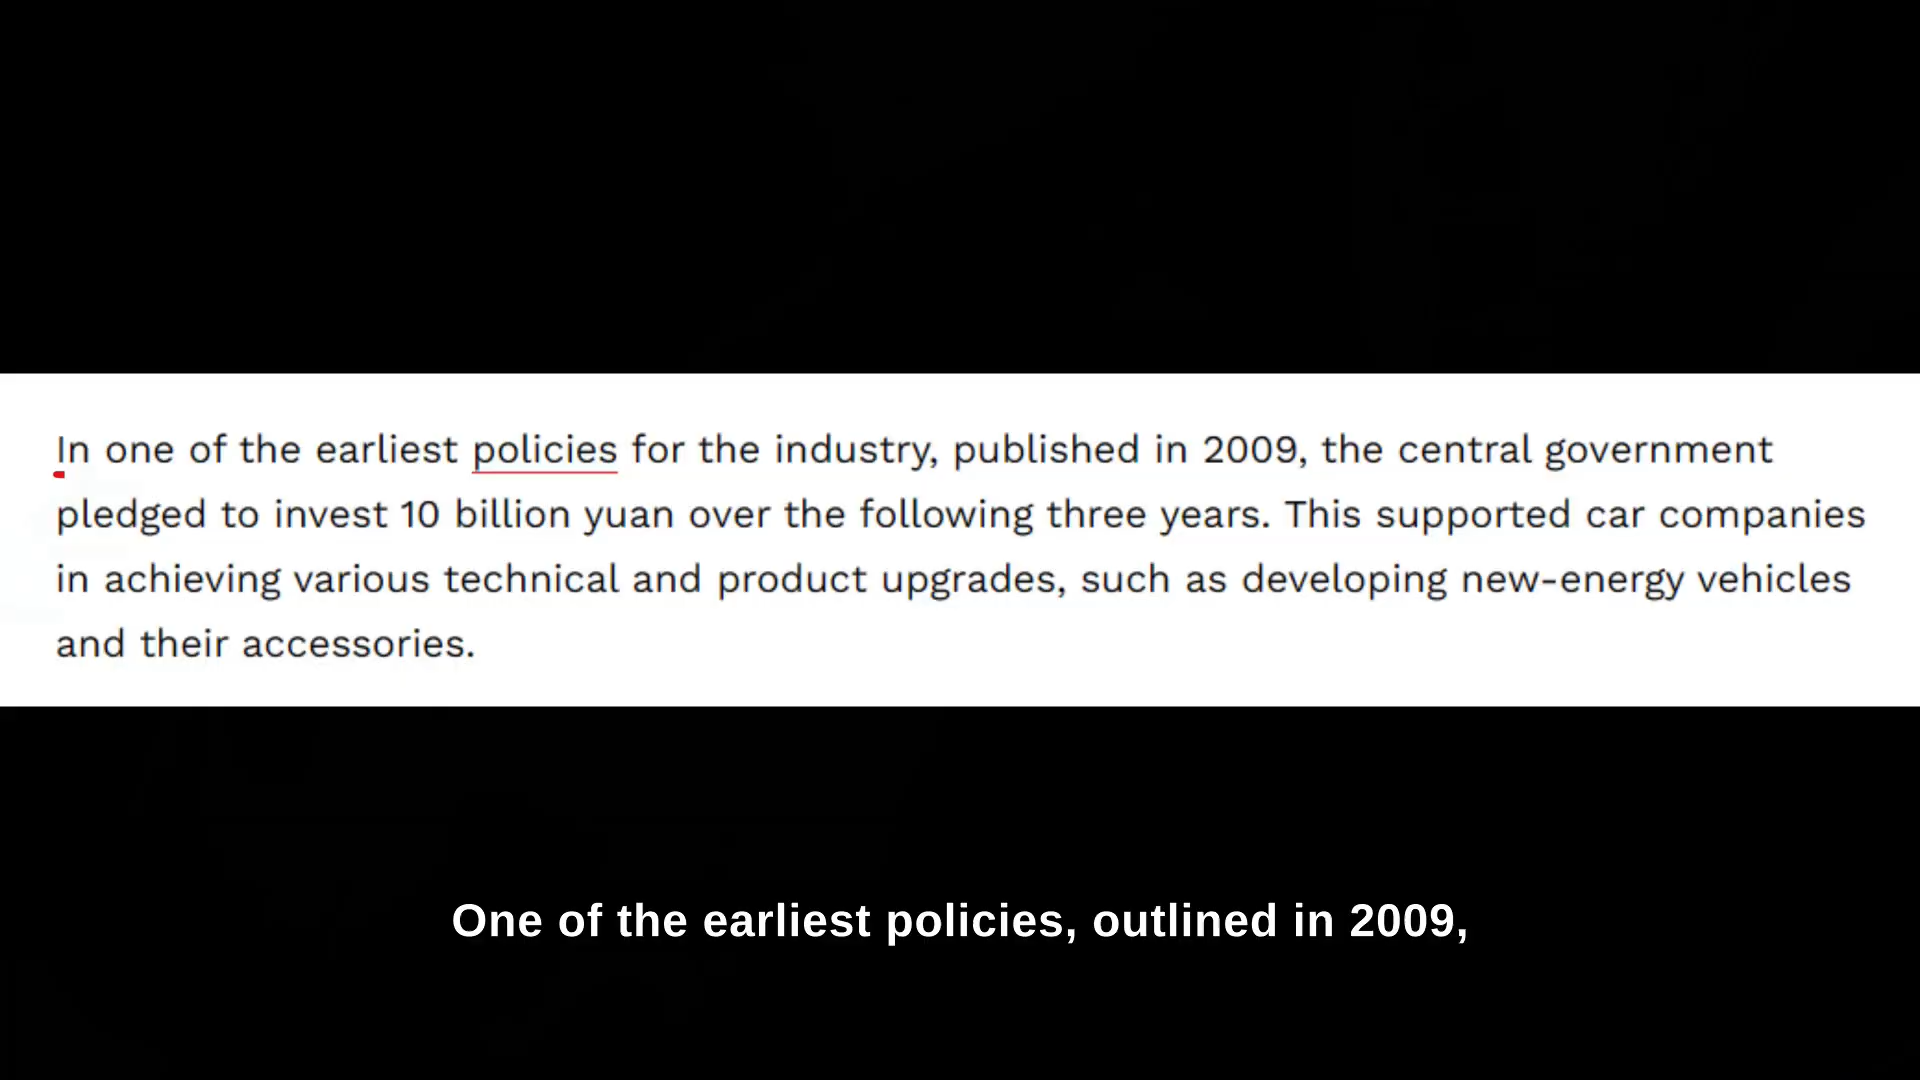 In one of the earliest policies for the industry, published in 2009, the central government
pledged to invest 10 billion yuan over the following three years. This supported car companies
in achieving various technical and product upgrades, such as developing new-energy vehicles
and their accessories.
One of the earliest policies, outlined in 2009,